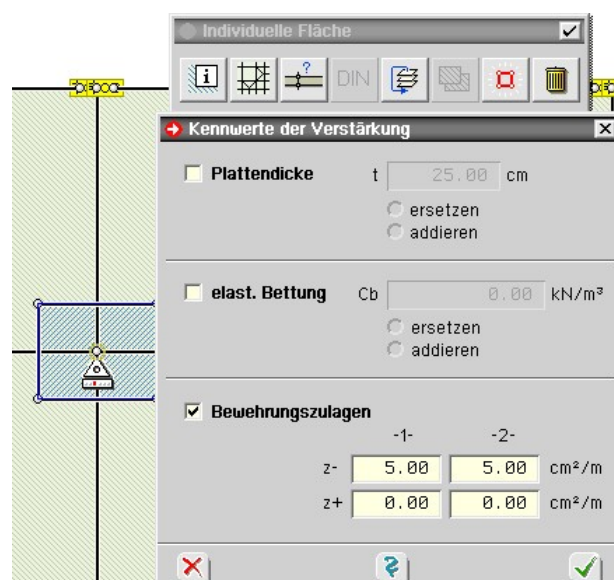 Individuelle Fläche
i
?
DIN
Kennwerte der Verstärkung
Plattendicke t 25.00 cm
ersetzen
addieren
elast. Bettung Cb 0.00 kN/m³
ersetzen
addieren
Bewehrungszulagen
-1- -2-
z- 5.00 5.00 cm²/m
z+ 0.00 0.00 cm²/m
?